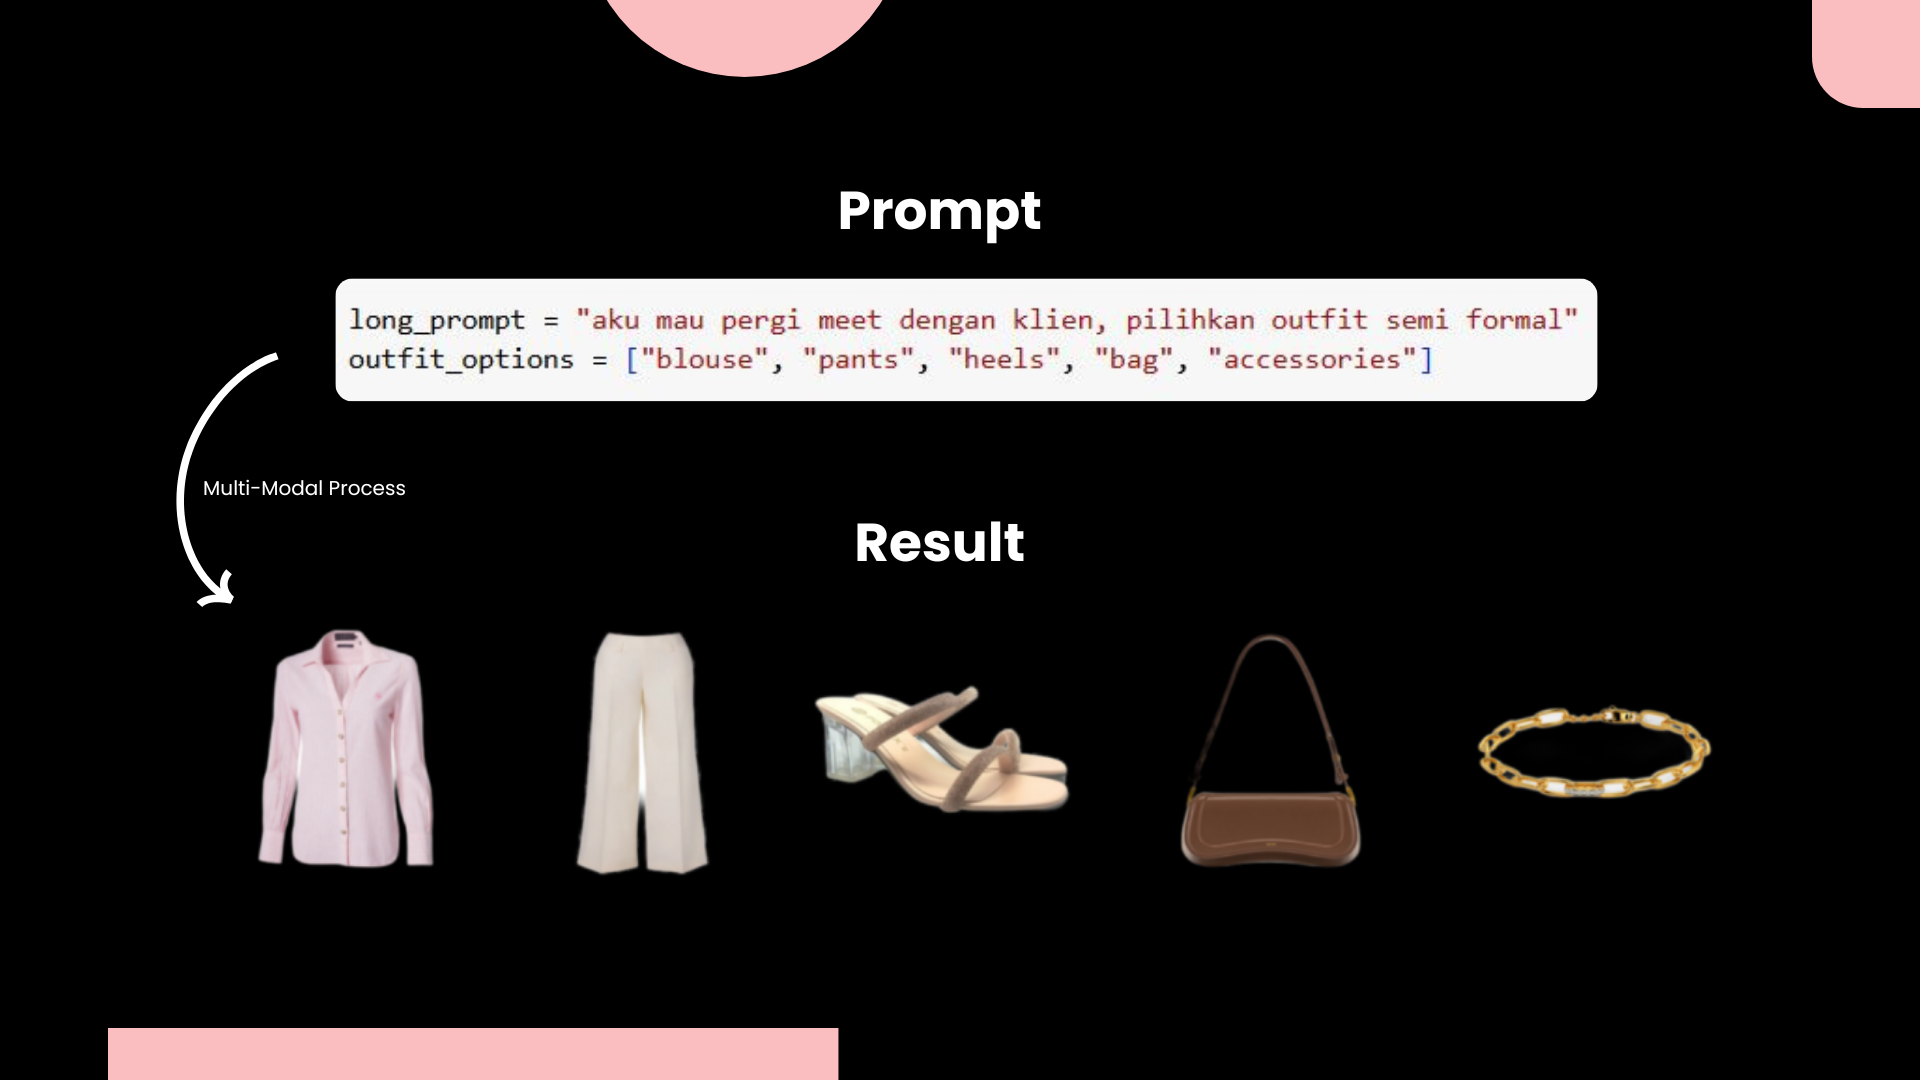 Prompt
long_prompt = "aku mau pergi meet dengan klien, pilihkan outfit semi formal"
outfit_options = ["blouse", "pants", "heels", "bag", "accessories"]
Multi-Modal Process
Result